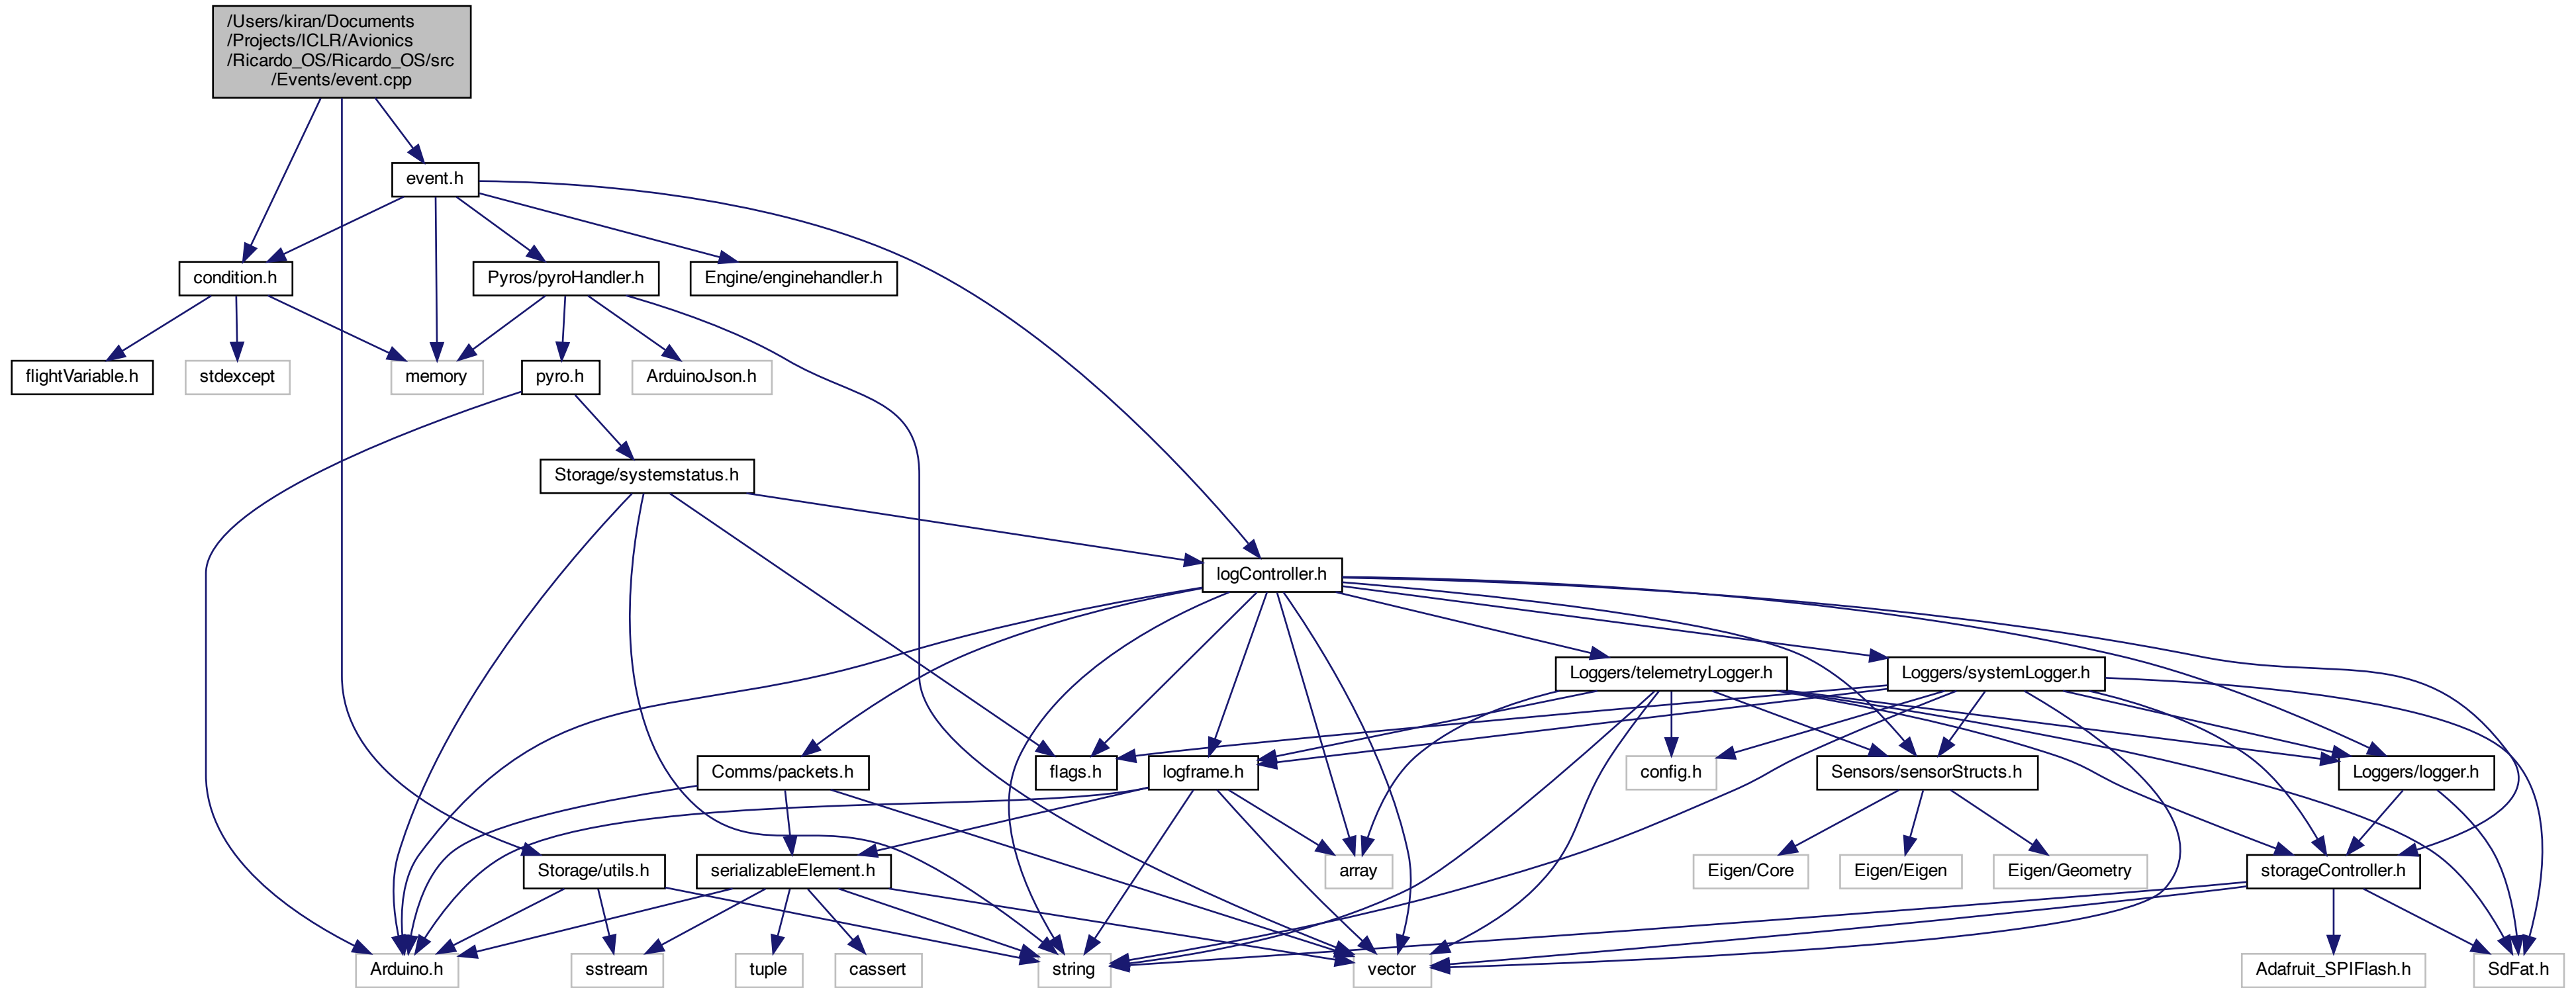 /Users/kiran/Documents
/Projects/ICLR/Avionics
/Ricardo_OS/Ricardo_OS/src
/Events/event.cpp
event.h
condition.h
Pyros/pyroHandler.h
Engine/enginehandler.h
flightVariable.h
stdexcept
memory
pyro.h
ArduinoJson.h
Storage/systemstatus.h
logController.h
Loggers/telemetryLogger.h
Loggers/systemLogger.h
Comms/packets.h
flags.h
logframe.h
config.h
Sensors/sensorStructs.h
Loggers/logger.h
Storage/utils.h
serializableElement.h
array
Eigen/Core
Eigen/Eigen
Eigen/Geometry
storageController.h
Arduino.h
sstream
tuple
cassert
string
vector
Adafruit_SPIFlash.h
SdFat.h